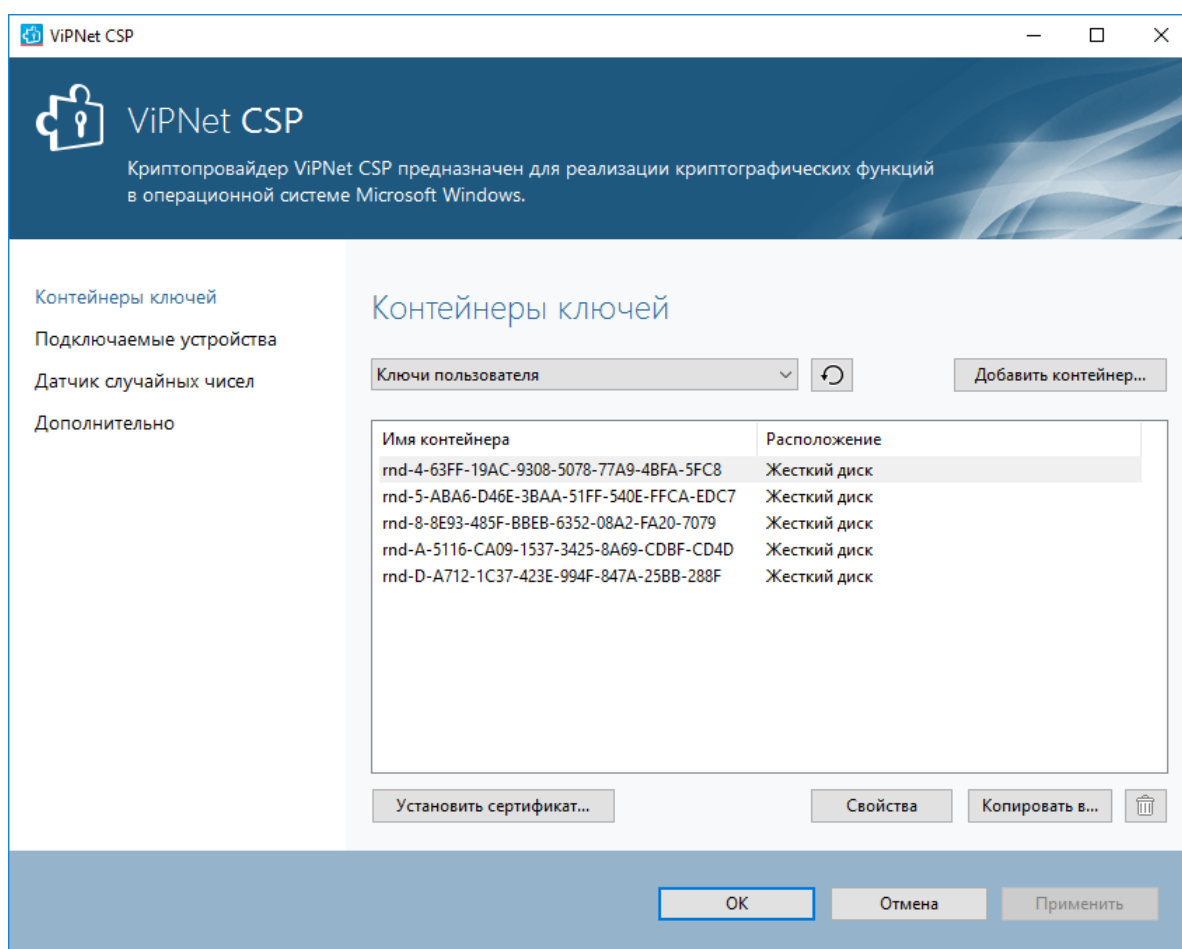 ViPNet CSP
ViPNet CSP
Криптопровайдер ViPNet CSP предназначен для реализации криптографических функций
в операционной системе Microsoft Windows.
Контейнеры ключей
Подключаемые устройства
Датчик случайных чисел
Дополнительно
Контейнеры ключей
Ключи пользователя
Добавить контейнер...
Имя контейнера Расположение
rnd-4-63FF-19AC-9308-5078-77A9-4BFA-5FC8 Жесткий диск
rnd-5-ABA6-D46E-3BAA-51FF-540E-FFCA-EDC7 Жесткий диск
rnd-8-8E93-485F-BBEB-6352-08A2-FA20-7079 Жесткий диск
rnd-A-5116-CA09-1537-3425-8A69-CDBF-CD4D Жесткий диск
rnd-D-A712-1C37-423E-994F-847A-25BB-288F Жесткий диск
Установить сертификат... Свойства Копировать в...
OK Отмена Применить